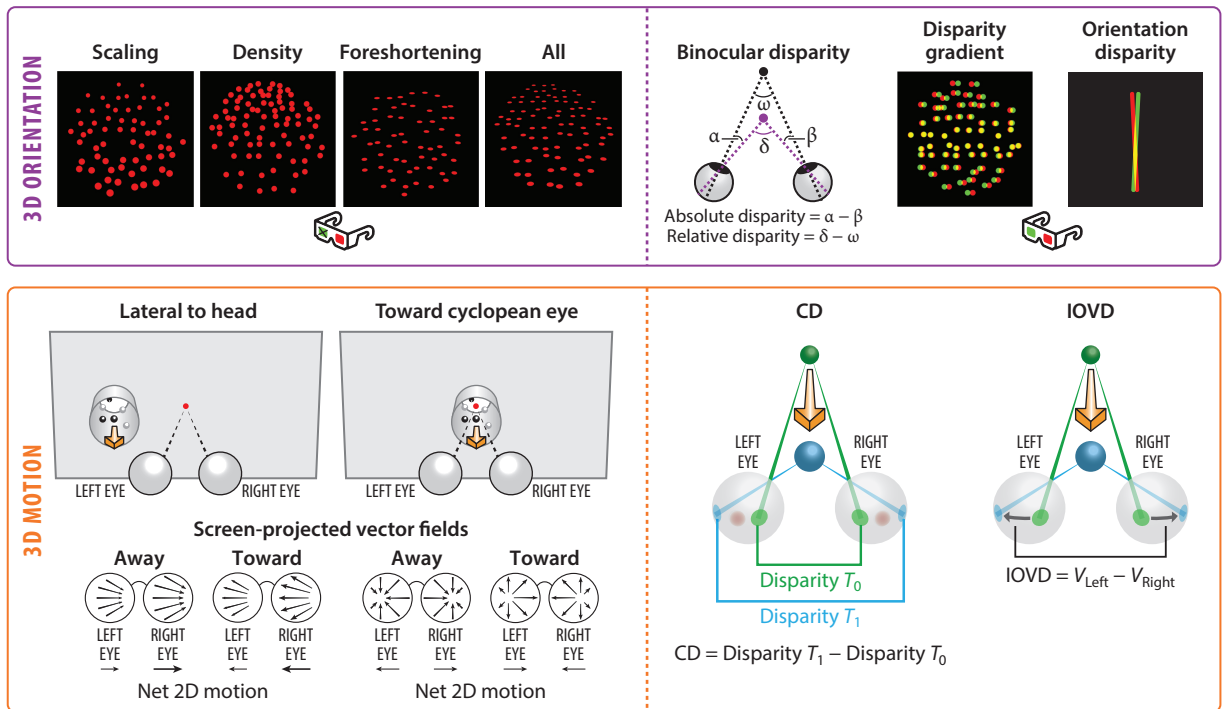 3D ORIENTATION
Scaling
Density
Foreshortening
All
Binocular disparity
ω
α
δ
β
Absolute disparity = α – β
Relative disparity = δ – ω
Disparity
gradient
Orientation
disparity
3D MOTION
Lateral to head
LEFT EYE
RIGHT EYE
Toward cyclopean eye
LEFT EYE
RIGHT EYE
Screen-projected vector fields
Away
Toward
LEFT
EYE
RIGHT
EYE
LEFT
EYE
RIGHT
EYE
Net 2D motion
Away
Toward
LEFT
EYE
RIGHT
EYE
LEFT
EYE
RIGHT
EYE
Net 2D motion
CD
LEFT
EYE
RIGHT
EYE
Disparity T₀
Disparity T₁
CD = Disparity T₁ – Disparity T₀
IOVD
LEFT
EYE
RIGHT
EYE
IOVD = V_Left – V_Right